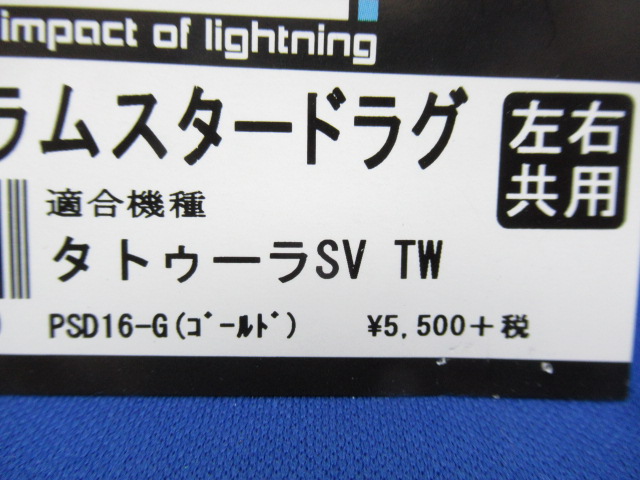 impact of lightning
ラムスタードラグ
左右
共用
適合機種
タトゥーラSV TW
PSD16-G(ｺﾞｰﾙﾄﾞ) ¥5,500+税